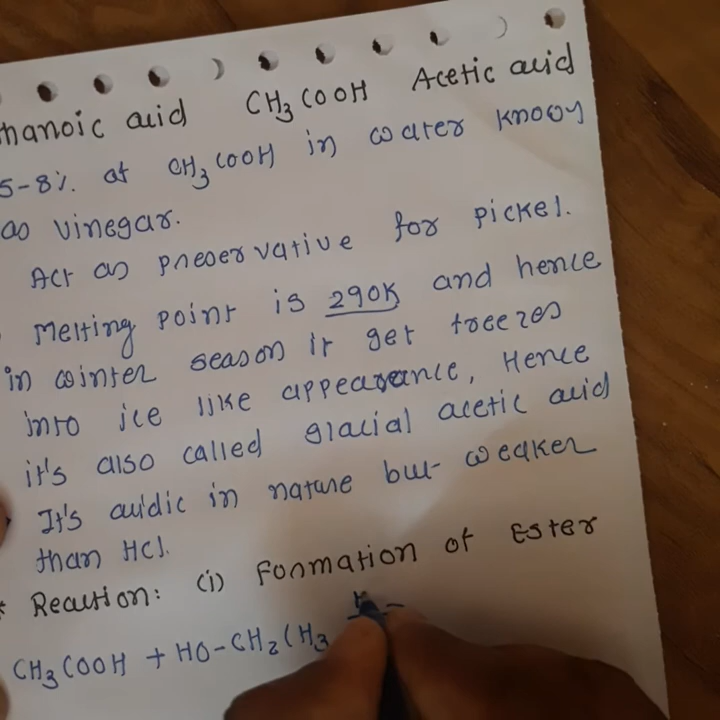 hanoic acid CH3COOH Acetic acid
5-8%. of CH3COOH in water known
as vinegar.
Act as preservative for pickel.
Melting point is 290K and hence
in winter season it get freezes
into ice like appearance, Hence
it's also called glacial acetic acid
It's acidic in nature but weaker
than HCl.
* Reaction: (i) Formation of Ester
CH3COOH + HO-CH2CH3